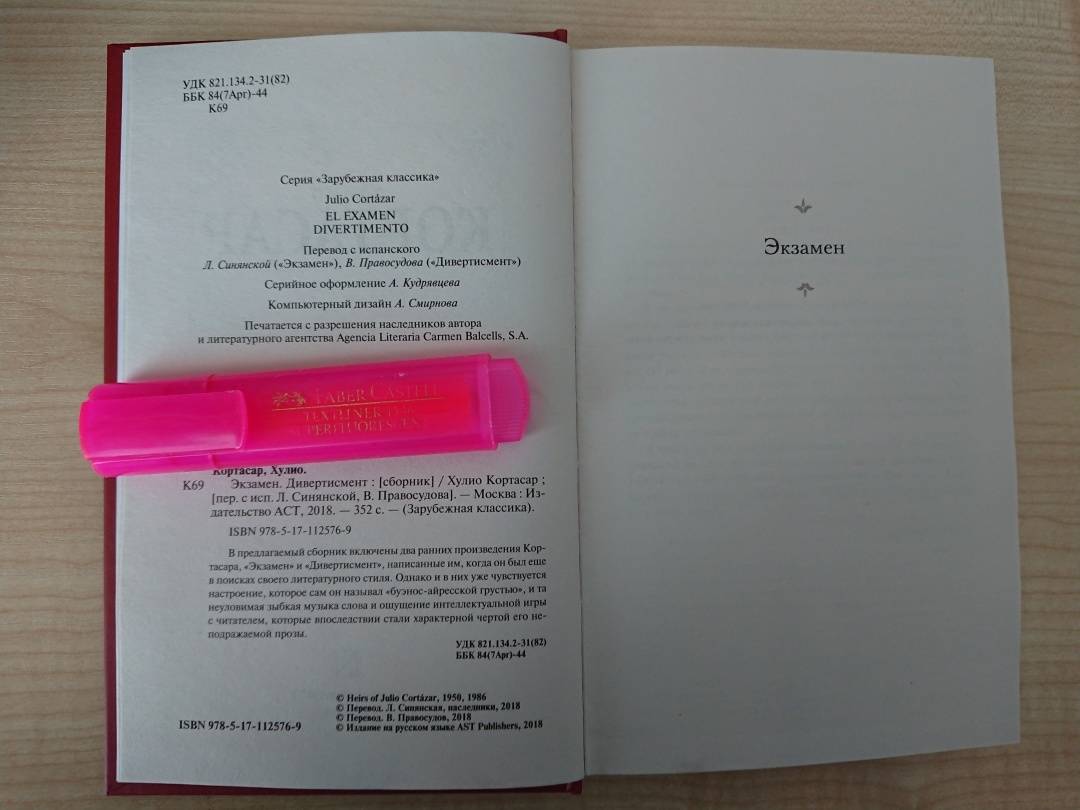 УДК 821.134.2-31(82)
ББК 84(7Арг)-44
К69
Серия «Зарубежная классика»
Julio Cortázar
EL EXAMEN
DIVERTIMENTO
Перевод с испанского
Л. Синянской («Экзамен»), В. Правосудова («Дивертисмент»)
Серийное оформление А. Кудрявцева
Компьютерный дизайн А. Смирнова
Печатается с разрешения наследников автора
и литературного агентства Agencia Literaria Carmen Balcells, S.A.
FABER CASTELL
TEXTLINER 1546
SUPERFLUORESCENT
Кортасар, Хулио.
К69 Экзамен. Дивертисмент : [сборник] / Хулио Кортасар ;
[пер. с исп. Л. Синянской, В. Правосудова]. — Москва : Из-
дательство АСТ, 2018. — 352 с. — (Зарубежная классика).
ISBN 978-5-17-112576-9
В предлагаемый сборник включены два ранних произведения Кор-
тасара, «Экзамен» и «Дивертисмент», написанные им, когда он был еще
в поисках своего литературного стиля. Однако и в них уже чувствуется
настроение, которое сам он называл «буэнос-айресской грустью», и та
неуловимая зыбкая музыка слова и ощущение интеллектуальной игры
с читателем, которые впоследствии стали характерной чертой его не-
подражаемой прозы.
УДК 821.134.2-31(82)
ББК 84(7Арг)-44
© Heirs of Julio Cortázar, 1950, 1986
© Перевод. Л. Синянская, наследники, 2018
© Перевод. В. Правосудов, 2018
© Издание на русском языке AST Publishers, 2018
ISBN 978-5-17-112576-9
Экзамен